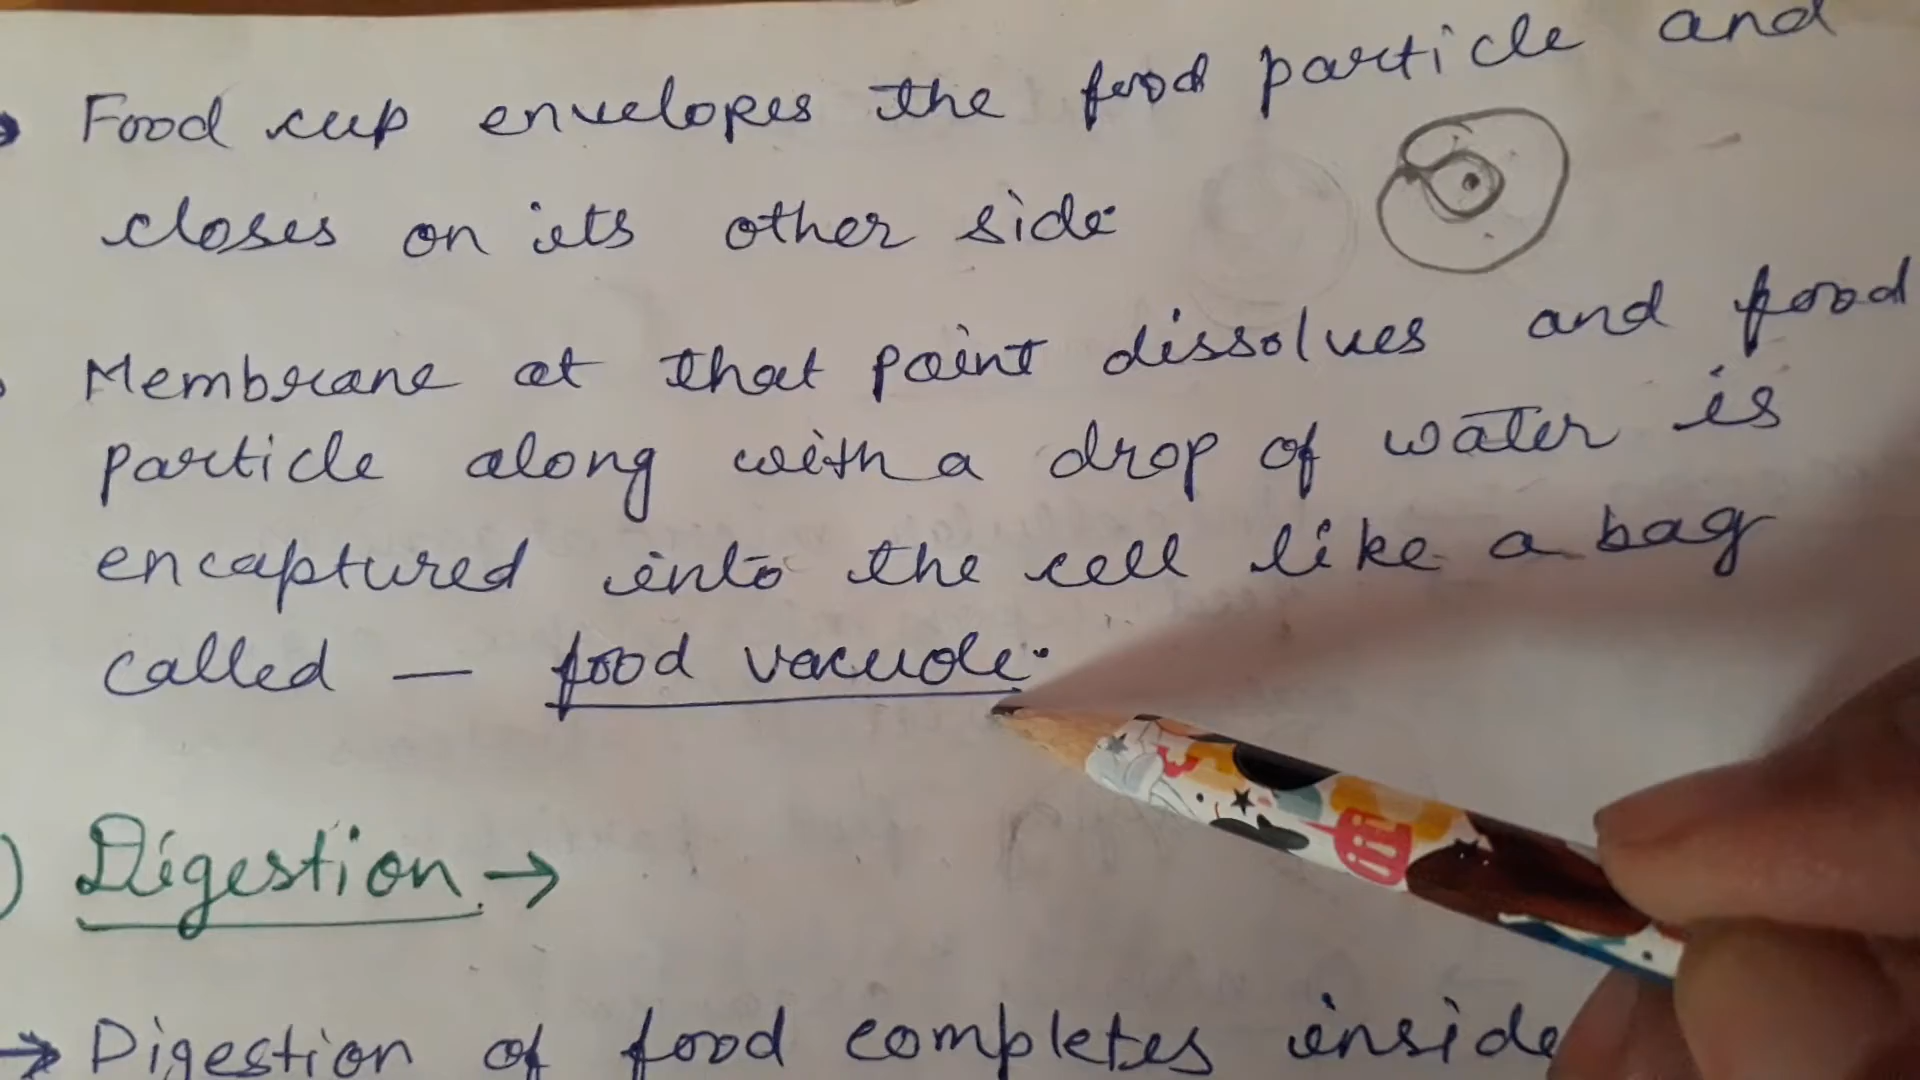 Food cup envelopes the food particle and
closes on its other side.
Membrane at that point dissolves and food
particle along with a drop of water is
encaptured into the cell like a bag
called — food vacuole.
) Digestion →
→ Digestion of food completes inside